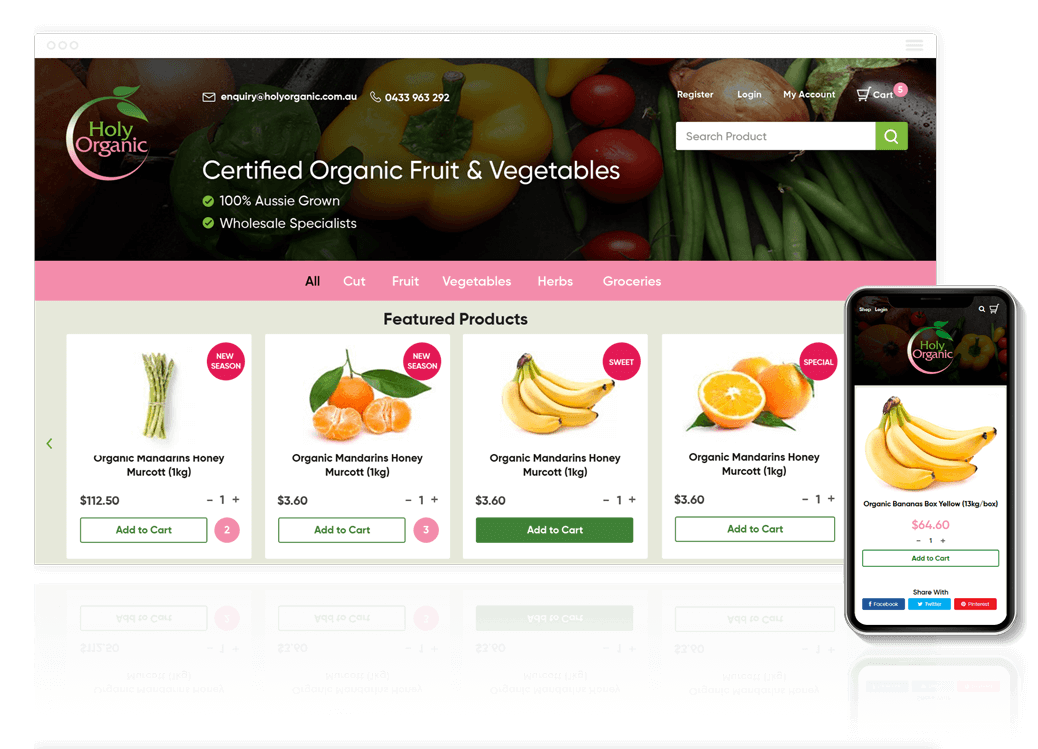 enquiry@holyorganic.com.au 0433 963 292
Register Login My Account Cart 5
Holy
Organic
Search Product
Certified Organic Fruit & Vegetables
100% Aussie Grown
Wholesale Specialists
All Cut Fruit Vegetables Herbs Groceries
Featured Products
NEW
SEASON
Organic Mandarins Honey
Murcott (1kg)
$112.50 - 1 +
Add to Cart 2
NEW
SEASON
Organic Mandarins Honey
Murcott (1kg)
$3.60 - 1 +
Add to Cart 3
SWEET
Organic Mandarins Honey
Murcott (1kg)
$3.60 - 1 +
Add to Cart
SPECIAL
Organic Mandarins Honey
Murcott (1kg)
$3.60 - 1 +
Add to Cart
Shop Login
Holy
Organic
Organic Bananas Box Yellow (13kg/box)
$64.60
- 1 +
Add to Cart
Share With
Facebook Twitter Pinterest